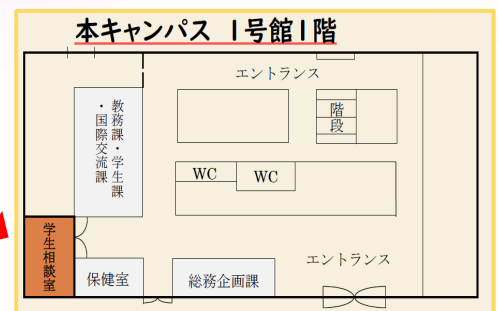 本キャンパス 1号館1階
エントランス
教務課・学生課
・国際交流課
階段
WC
WC
学生相談室
エントランス
保健室
総務企画課